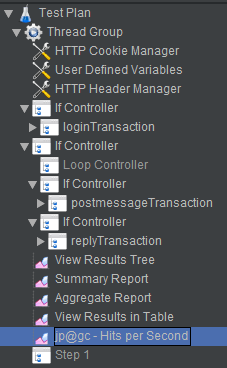 Test Plan
Thread Group
HTTP Cookie Manager
User Defined Variables
HTTP Header Manager
If Controller
loginTransaction
If Controller
Loop Controller
If Controller
postmessageTransaction
If Controller
replyTransaction
View Results Tree
Summary Report
Aggregate Report
View Results in Table
jp@gc - Hits per Second
Step 1